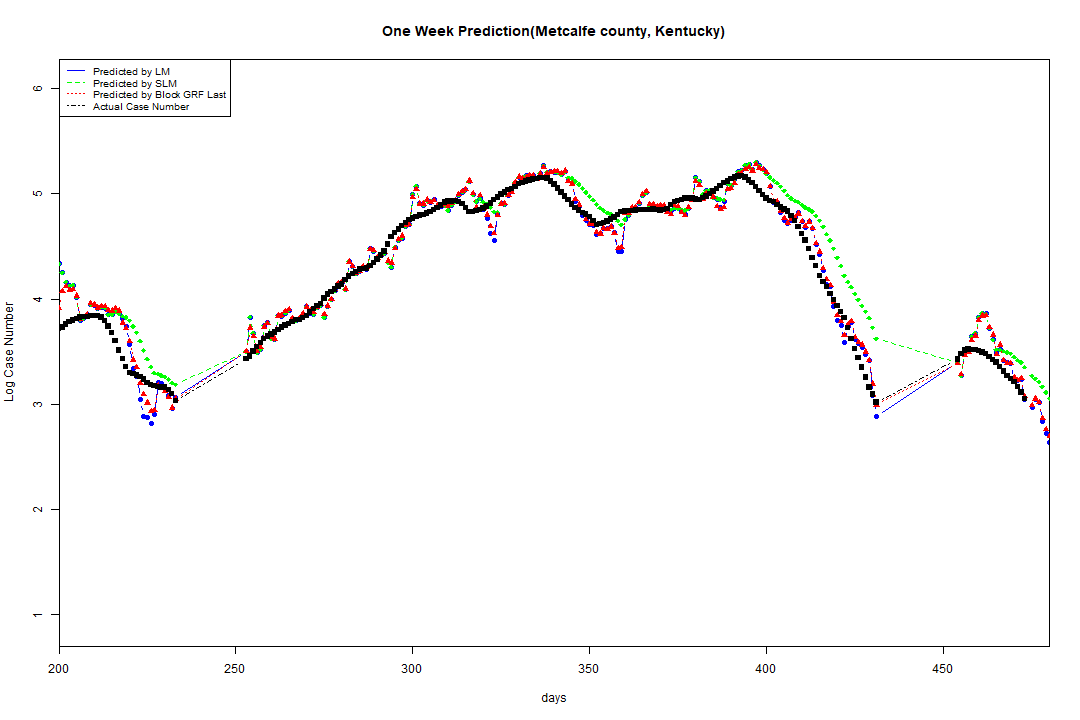 One Week Prediction(Metcalfe county, Kentucky)
Predicted by LM
Predicted by SLM
Predicted by Block GRF Last
Actual Case Number
6
5
4
3
2
1
Log Case Number
200 250 300 350 400 450
days